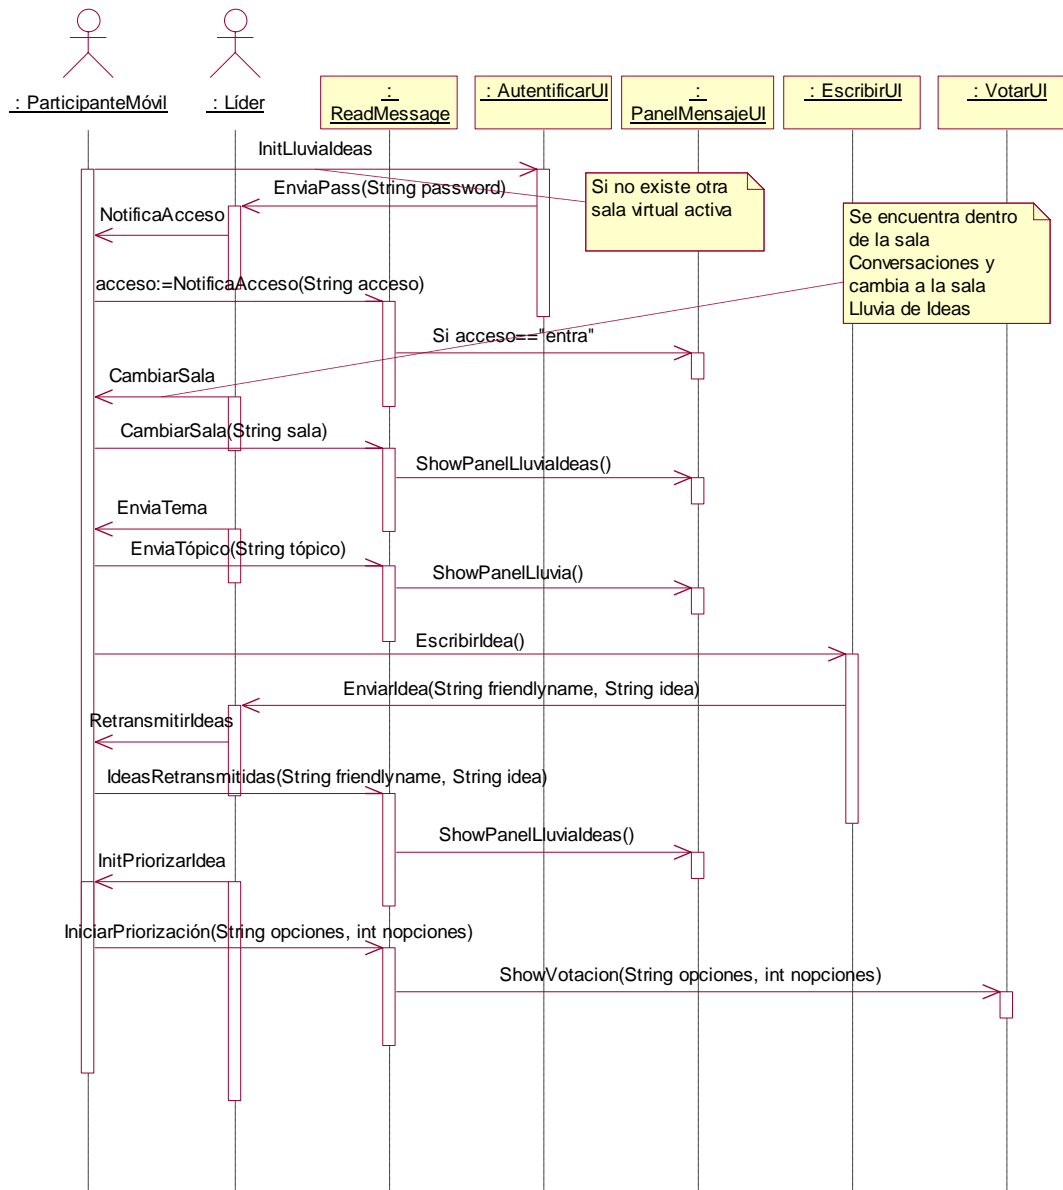 : ParticipanteMóvil
: Líder
:
ReadMessage
: AutentificarUI
:
PanelMensajeUI
: EscribirUI
: VotarUI
InitLluviaIdeas
EnviaPass(String password)
Si no existe otra
sala virtual activa
NotificaAcceso
Se encuentra dentro
de la sala
Conversaciones y
cambia a la sala
Lluvia de Ideas
acceso:=NotificaAcceso(String acceso)
Si acceso=="entra"
CambiarSala
CambiarSala(String sala)
ShowPanelLluviaIdeas()
EnviaTema
EnviaTópico(String tópico)
ShowPanelLluvia()
EscribirIdea()
EnviarIdea(String friendlyname, String idea)
RetransmitirIdeas
IdeasRetransmitidas(String friendlyname, String idea)
ShowPanelLluviaIdeas()
InitPriorizarIdea
IniciarPriorización(String opciones, int nopciones)
ShowVotacion(String opciones, int nopciones)